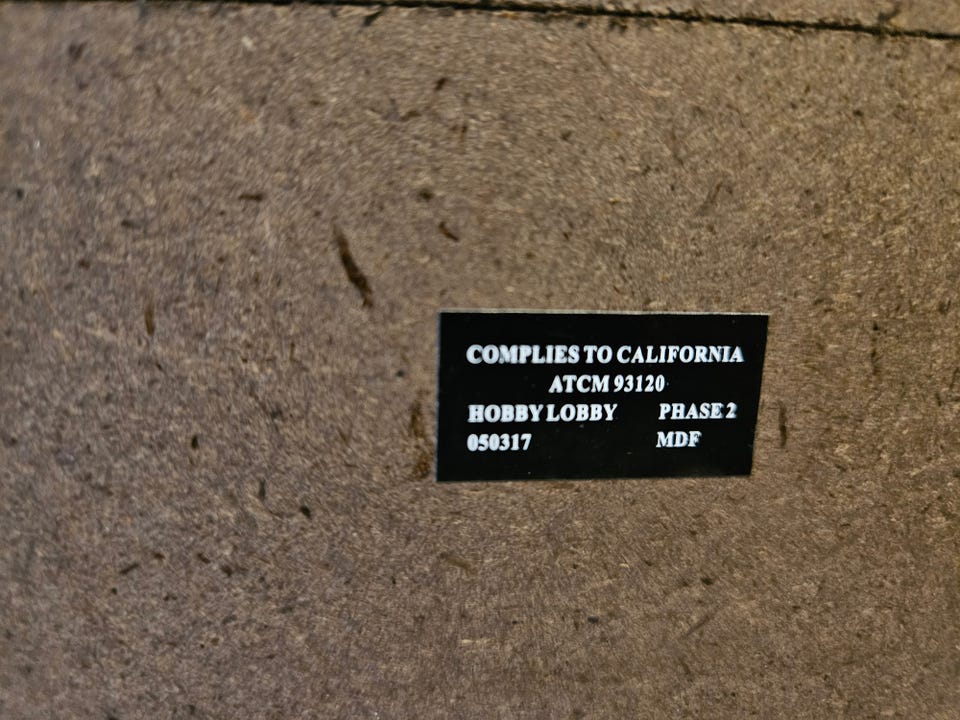 COMPLIES TO CALIFORNIA
ATCM 93120
HOBBY LOBBY PHASE 2
050317 MDF